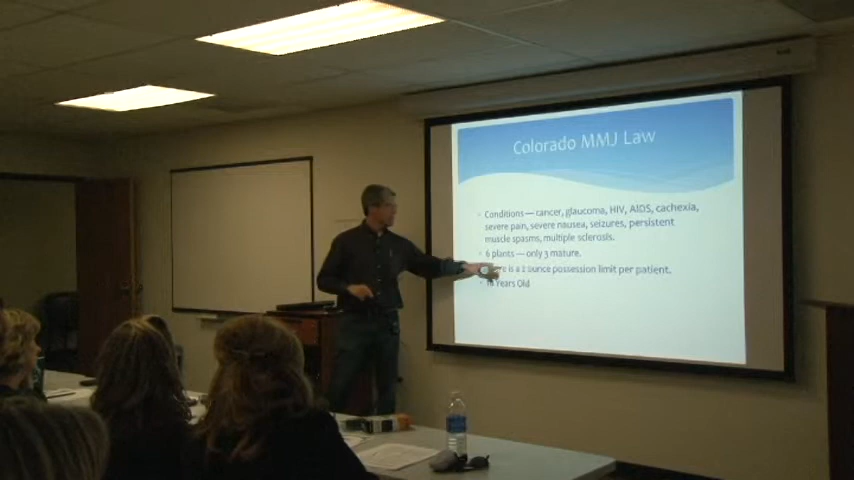 Colorado MMJ Law
• Conditions — cancer, glaucoma, HIV, AIDS, cachexia,
severe pain, severe nausea, seizures, persistent
muscle spasms, multiple sclerosis.
• 6 plants — only 3 mature.
is a 2 ounce possession limit per patient.
Years Old